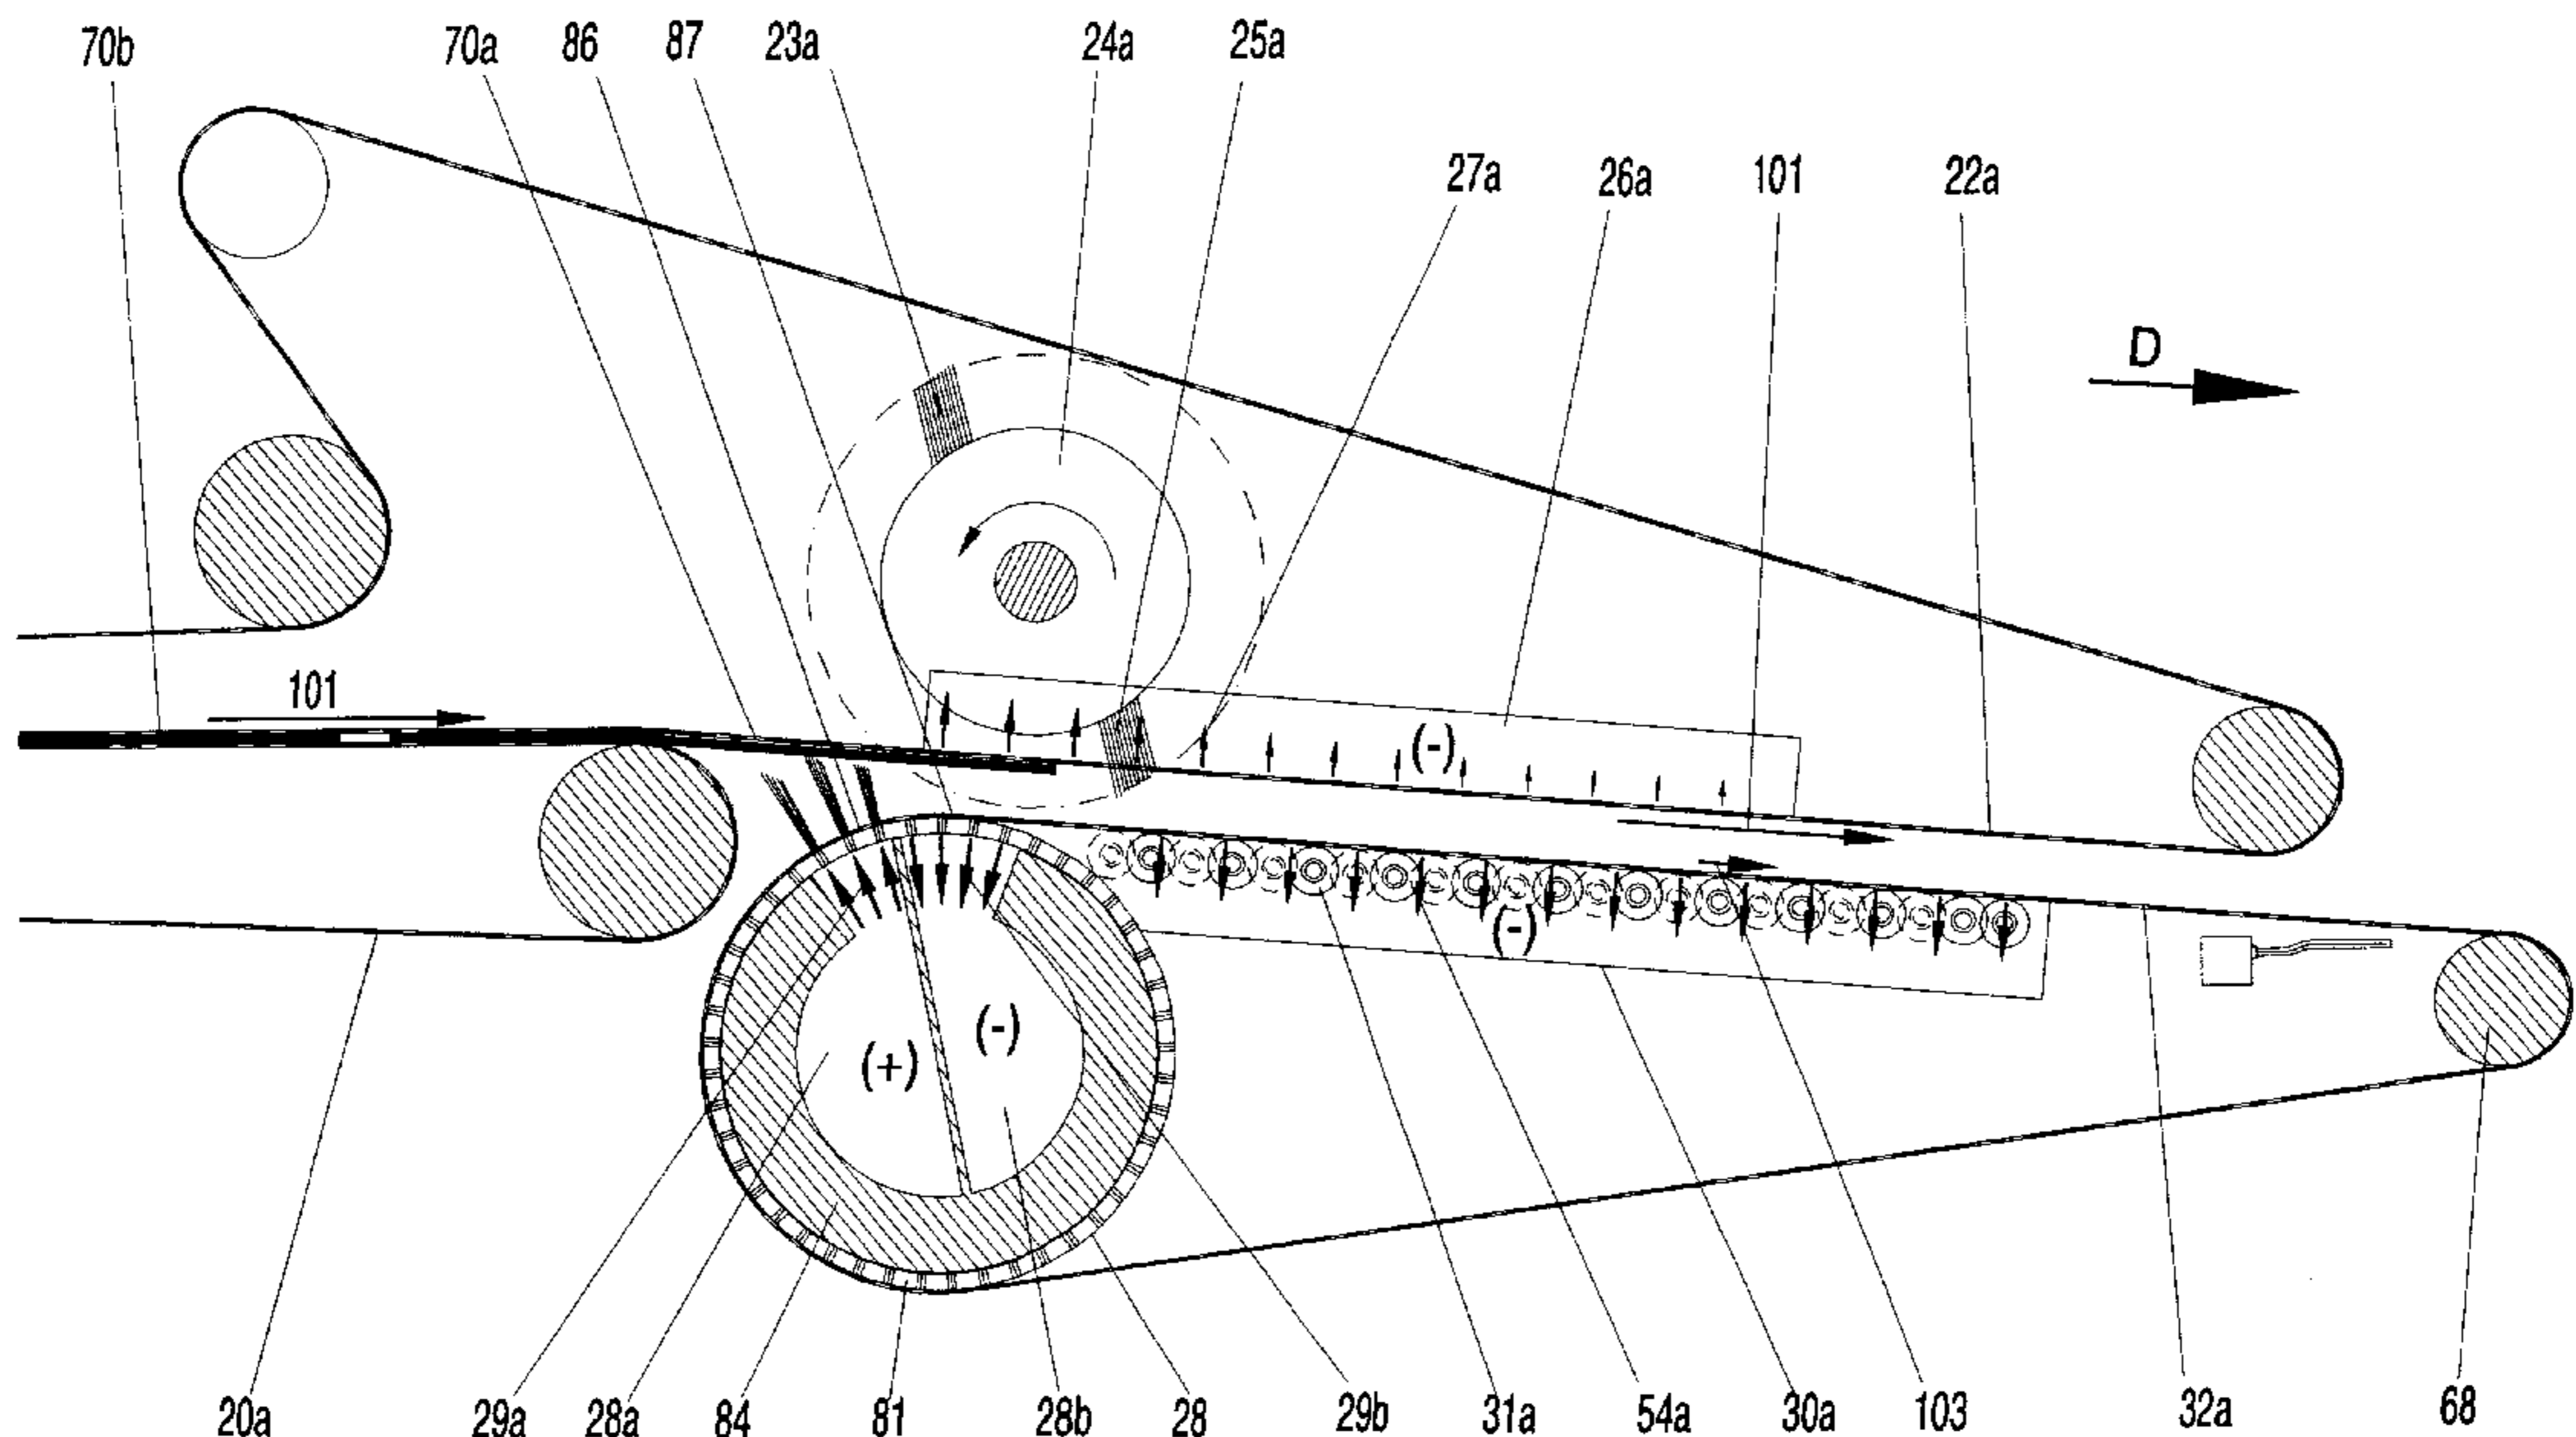 70b 70a 86 87 23a 24a 25a
27a 26a 101 22a
D
101
(-)
(-)
(-)
(+)
20a 29a 28a 84 81 28b 28 29b 31a 54a 30a 103 32a 68